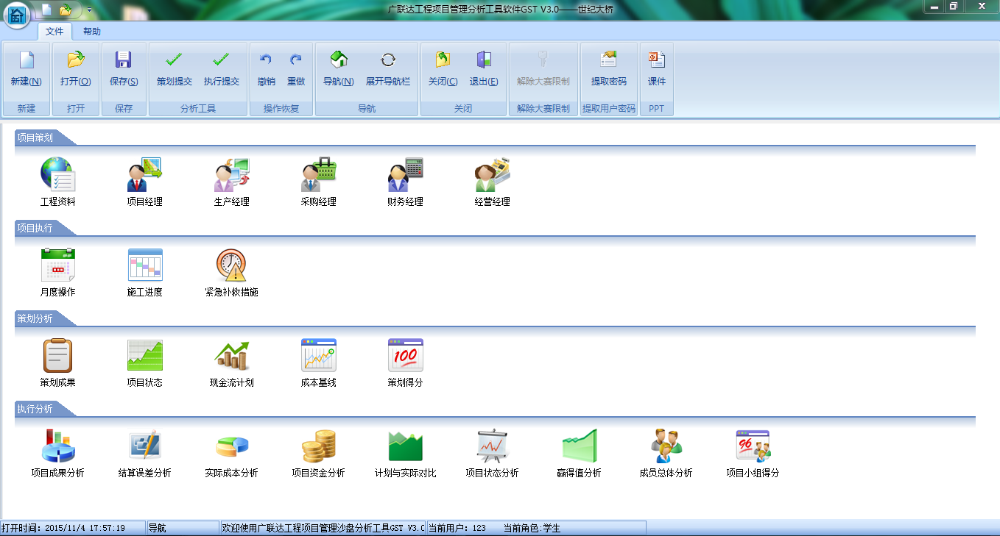 广联达工程项目管理分析工具软件GST V3.0——世纪大桥
文件 帮助
新建(N) 打开(O) 保存(S) 策划提交 执行提交 撤销 重做 导航(N) 展开导航栏 关闭(C) 退出(E) 解除大赛限制 提取密码 课件
新建 打开 保存 分析工具 操作恢复 导航 关闭 解除大赛限制 提取用户密码 PPT
项目策划
工程资料 项目经理 生产经理 采购经理 财务经理 经营经理
项目执行
月度操作 施工进度 紧急补救措施
策划分析
100
策划成果 项目状态 现金流计划 成本基线 策划得分
执行分析
96
项目成果分析 结算误差分析 实际成本分析 项目资金分析 计划与实际对比 项目状态分析 赢得值分析 成员总体分析 项目小组得分
打开时间: 2015/11/4 17:57:19 导航 欢迎使用广联达工程项目管理沙盘分析工具GST V3.0 当前用户: 123 当前角色:学生